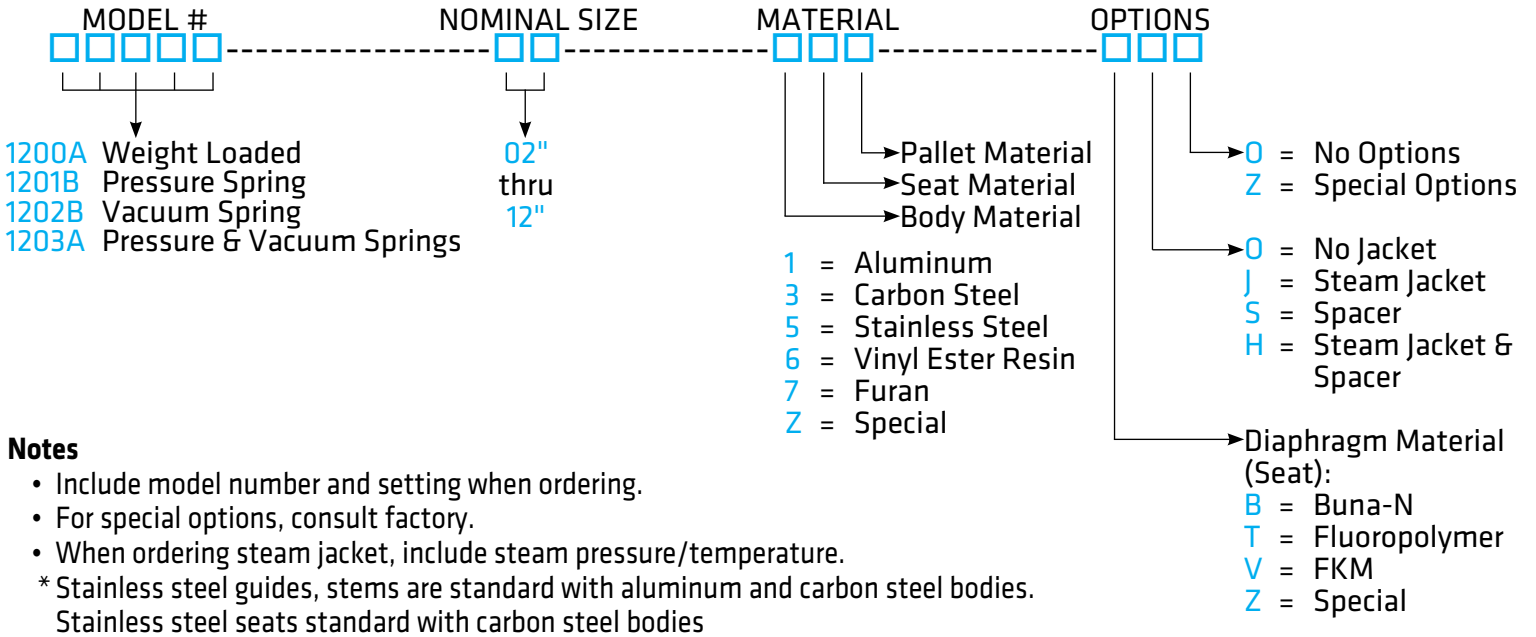 MODEL # NOMINAL SIZE MATERIAL OPTIONS
1200A Weight Loaded
1201B Pressure Spring
1202B Vacuum Spring
1203A Pressure & Vacuum Springs
02"
thru
12"
Pallet Material
Seat Material
Body Material
1 = Aluminum
3 = Carbon Steel
5 = Stainless Steel
6 = Vinyl Ester Resin
7 = Furan
Z = Special
0 = No Options
Z = Special Options
0 = No Jacket
J = Steam Jacket
S = Spacer
H = Steam Jacket &
Spacer
Diaphragm Material
(Seat):
B = Buna-N
T = Fluoropolymer
V = FKM
Z = Special
Notes
• Include model number and setting when ordering.
• For special options, consult factory.
• When ordering steam jacket, include steam pressure/temperature.
* Stainless steel guides, stems are standard with aluminum and carbon steel bodies.
Stainless steel seats standard with carbon steel bodies